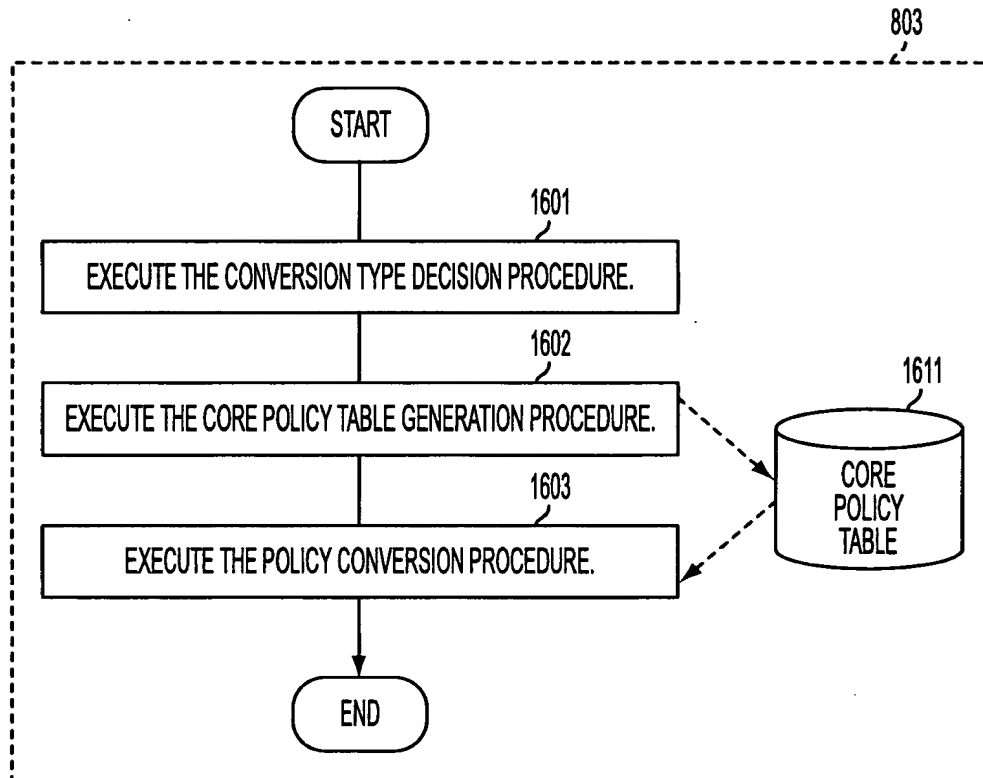 803
START
1601
EXECUTE THE CONVERSION TYPE DECISION PROCEDURE.
1602
EXECUTE THE CORE POLICY TABLE GENERATION PROCEDURE.
1611
CORE
POLICY
TABLE
1603
EXECUTE THE POLICY CONVERSION PROCEDURE.
END